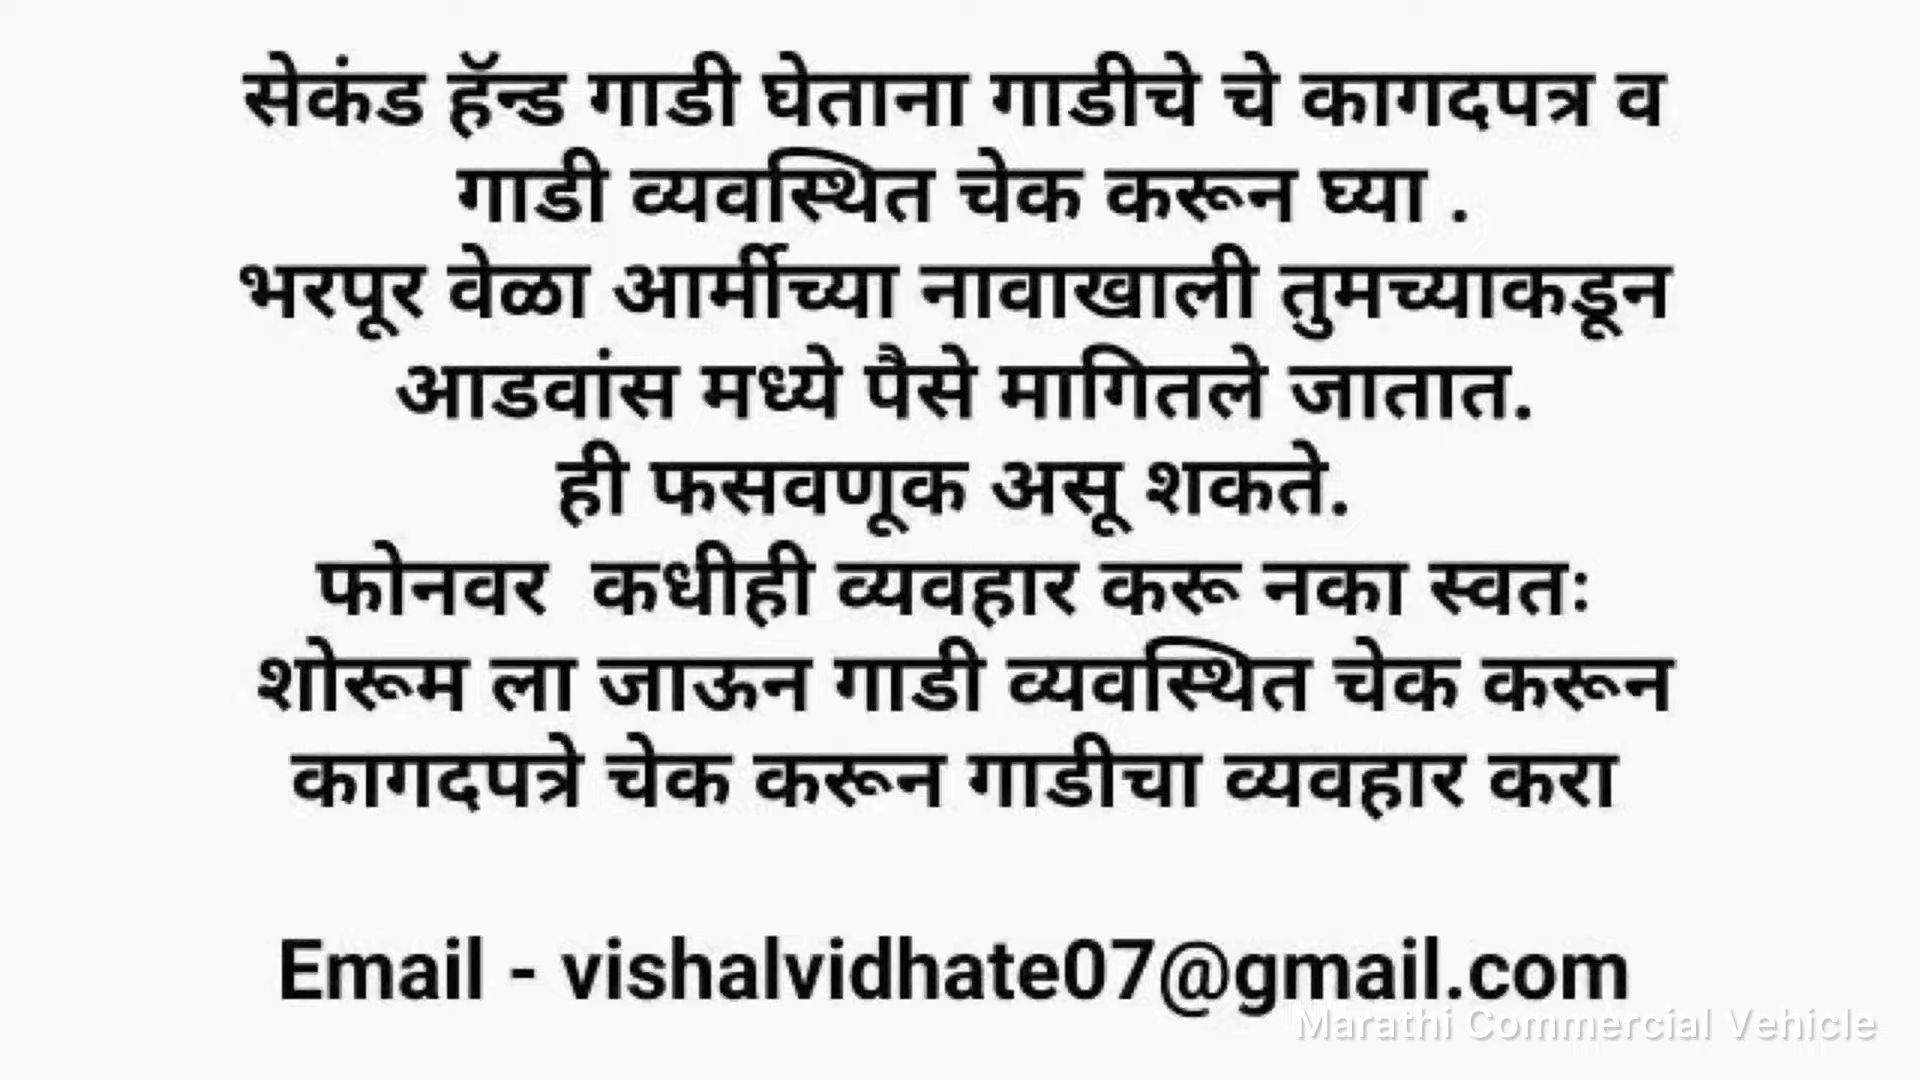 सेकंड हॅन्ड गाडी घेताना गाडीचे चे कागदपत्र व
गाडी व्यवस्थित चेक करून घ्या .
भरपूर वेळा आर्मीच्या नावाखाली तुमच्याकडून
आडवांस मध्ये पैसे मागितले जातात.
ही फसवणूक असू शकते.
फोनवर कधीही व्यवहार करू नका स्वतः
शोरूम ला जाऊन गाडी व्यवस्थित चेक करून
कागदपत्रे चेक करून गाडीचा व्यवहार करा
Email - vishalvidhate07@gmail.com
Marathi Commercial Vehicle